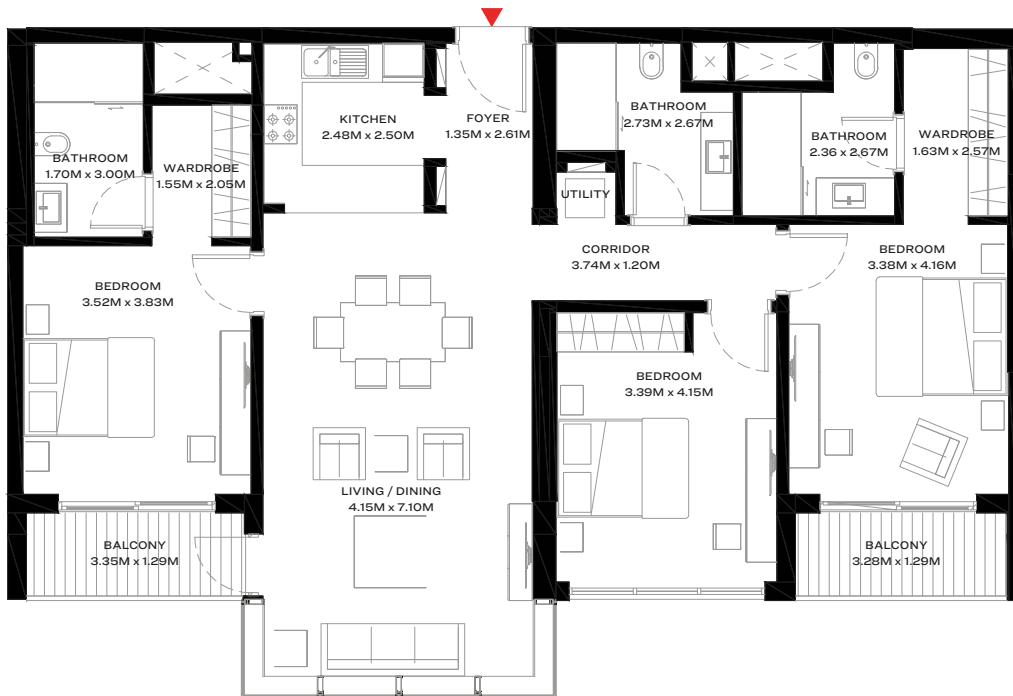 KITCHEN
2.48M x 2.50M
FOYER
1.35M x 2.61M
BATHROOM
2.73M x 2.67M
BATHROOM
2.36 x 2.67M
WARDROBE
1.63M x 2.57M
BATHROOM
1.70M x 3.00M
WARDROBE
1.55M x 2.05M
UTILITY
CORRIDOR
3.74M x 1.20M
BEDROOM
3.38M x 4.16M
BEDROOM
3.52M x 3.83M
BEDROOM
3.39M x 4.15M
LIVING / DINING
4.15M x 7.10M
BALCONY
3.35M x 1.29M
BALCONY
3.28M x 1.29M